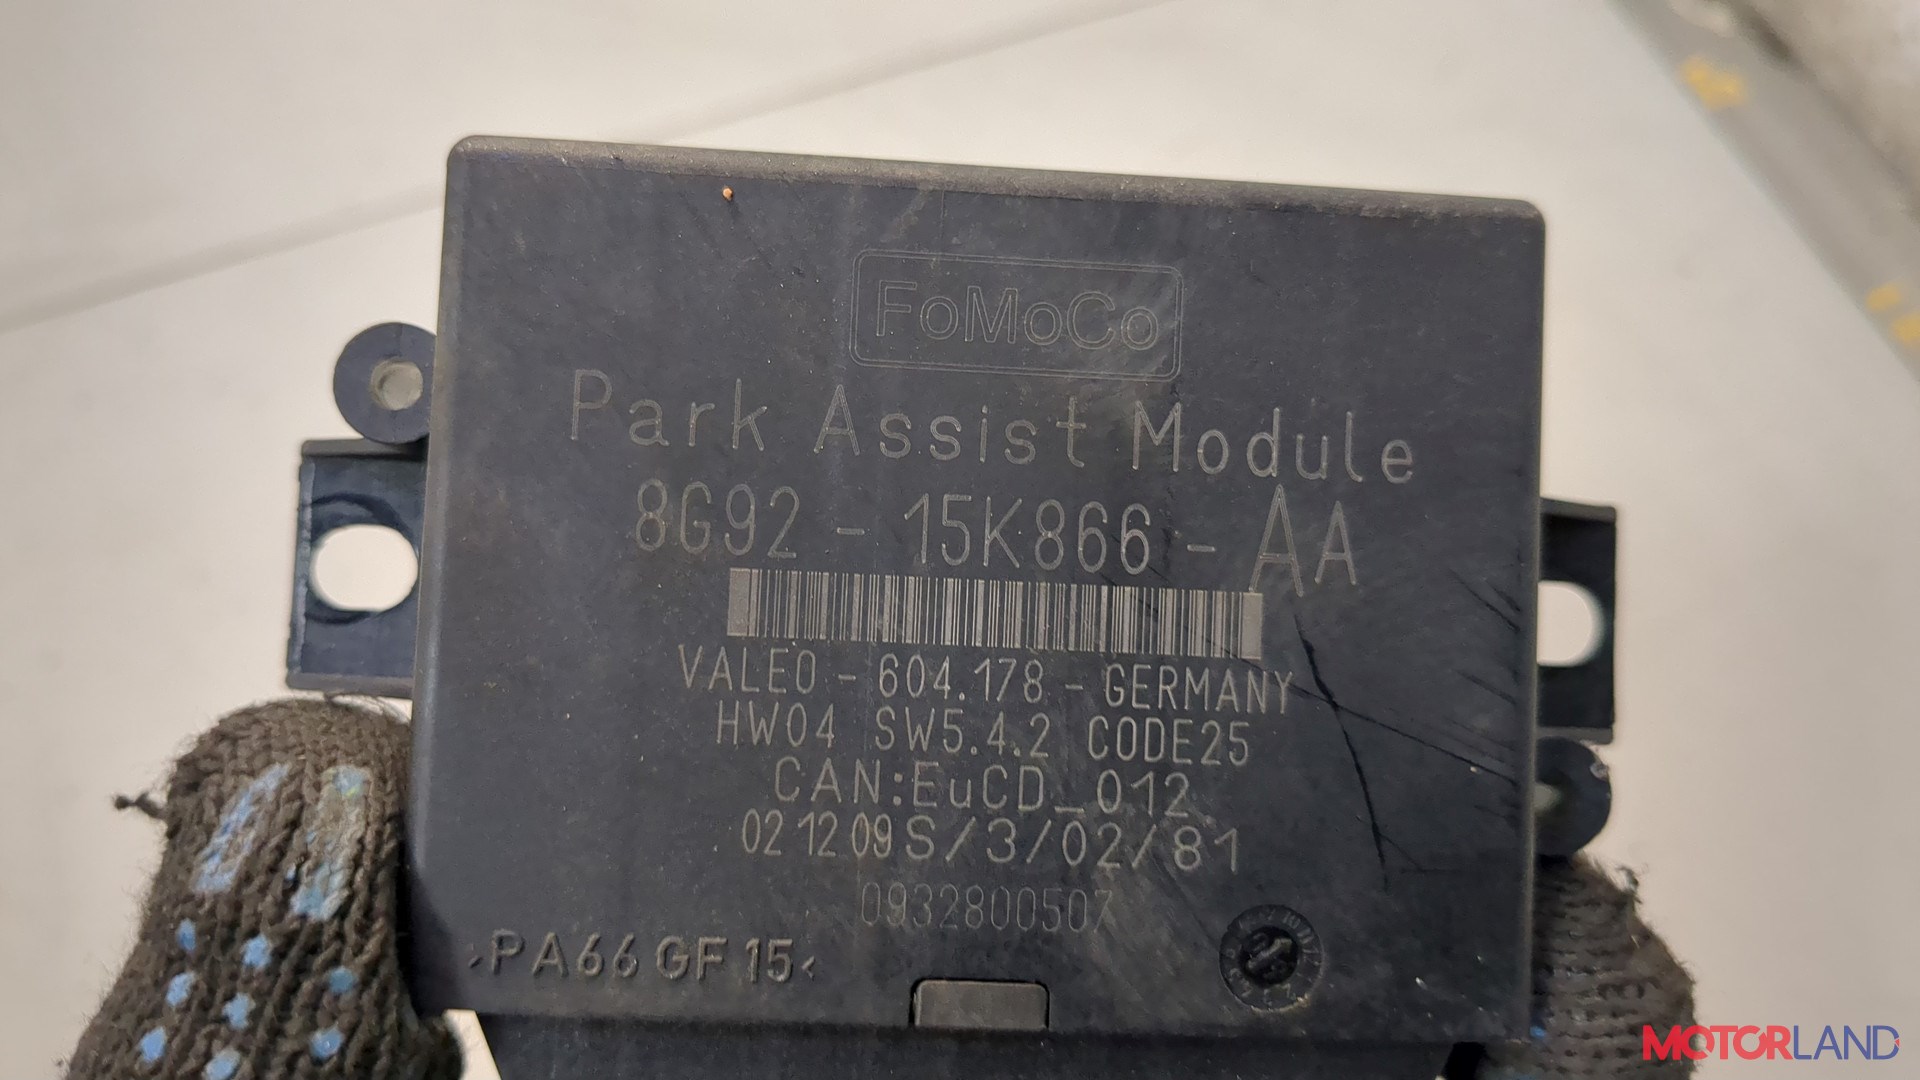 FoMoCo
Park Assist Module
8G92 - 15K866 - AA
VALEO - 604.178 - GERMANY
HW04 SW5.4.2 CODE25
CAN:EuCD_012
02 12 09 S/3/02/81
0932800507
>PA66 GF 15<
MOTORLAND